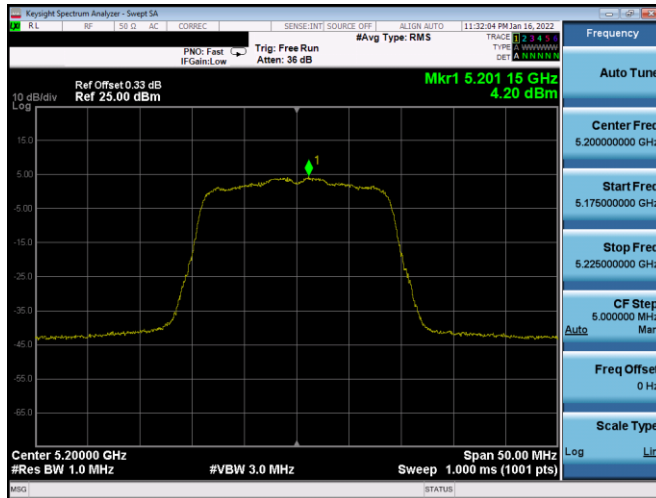 Keysight Spectrum Analyzer - Swept SA
RL RF 50 Ω AC CORREC SENSE:INT SOURCE OFF ALIGN AUTO 11:32:04 PM Jan 16, 2022
#Avg Type: RMS
TRACE 1 2 3 4 5 6
TYPE A WWWWW
DET A N N N N N
PNO: Fast
IFGain:Low
Trig: Free Run
Atten: 36 dB
Ref Offset 0.33 dB
Ref 25.00 dBm
10 dB/div
Log
Mkr1 5.201 15 GHz
4.20 dBm
1
15.0
5.00
-5.00
-15.0
-25.0
-35.0
-45.0
-55.0
-65.0
Center 5.20000 GHz
#Res BW 1.0 MHz
#VBW 3.0 MHz
Span 50.00 MHz
Sweep 1.000 ms (1001 pts)
MSG
STATUS
Frequency
Auto Tune
Center Freq
5.200000000 GHz
Start Freq
5.175000000 GHz
Stop Freq
5.225000000 GHz
CF Step
5.000000 MHz
Auto Man
Freq Offset
0 Hz
Scale Type
Log Lin